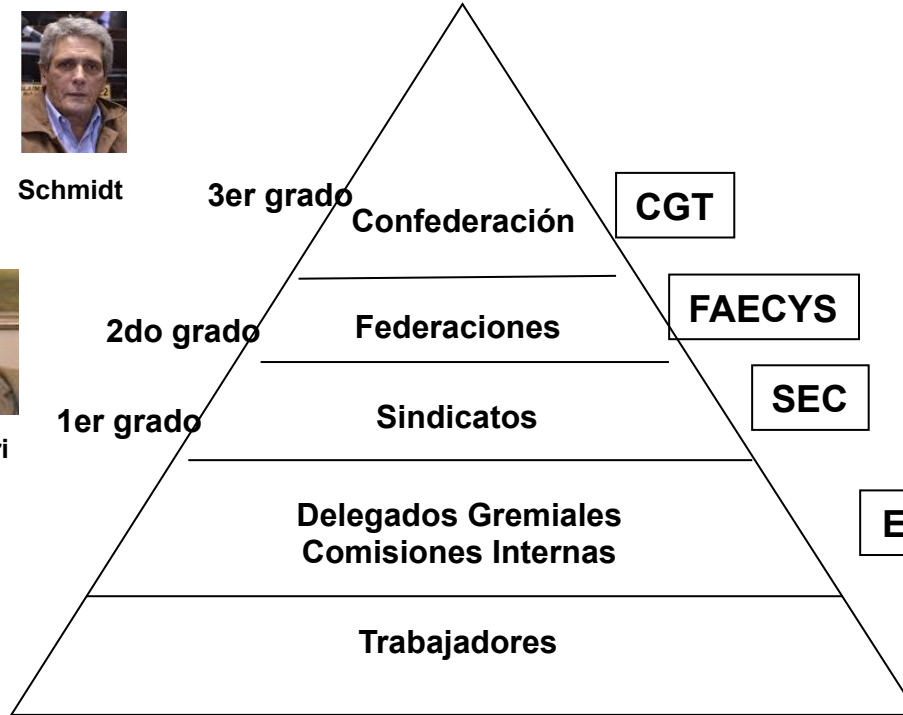 Schmidt
3er grado
Confederación
CGT
2do grado
Federaciones
FAECYS
1er grado
Sindicatos
SEC
Delegados Gremiales
Comisiones Internas
E
Trabajadores